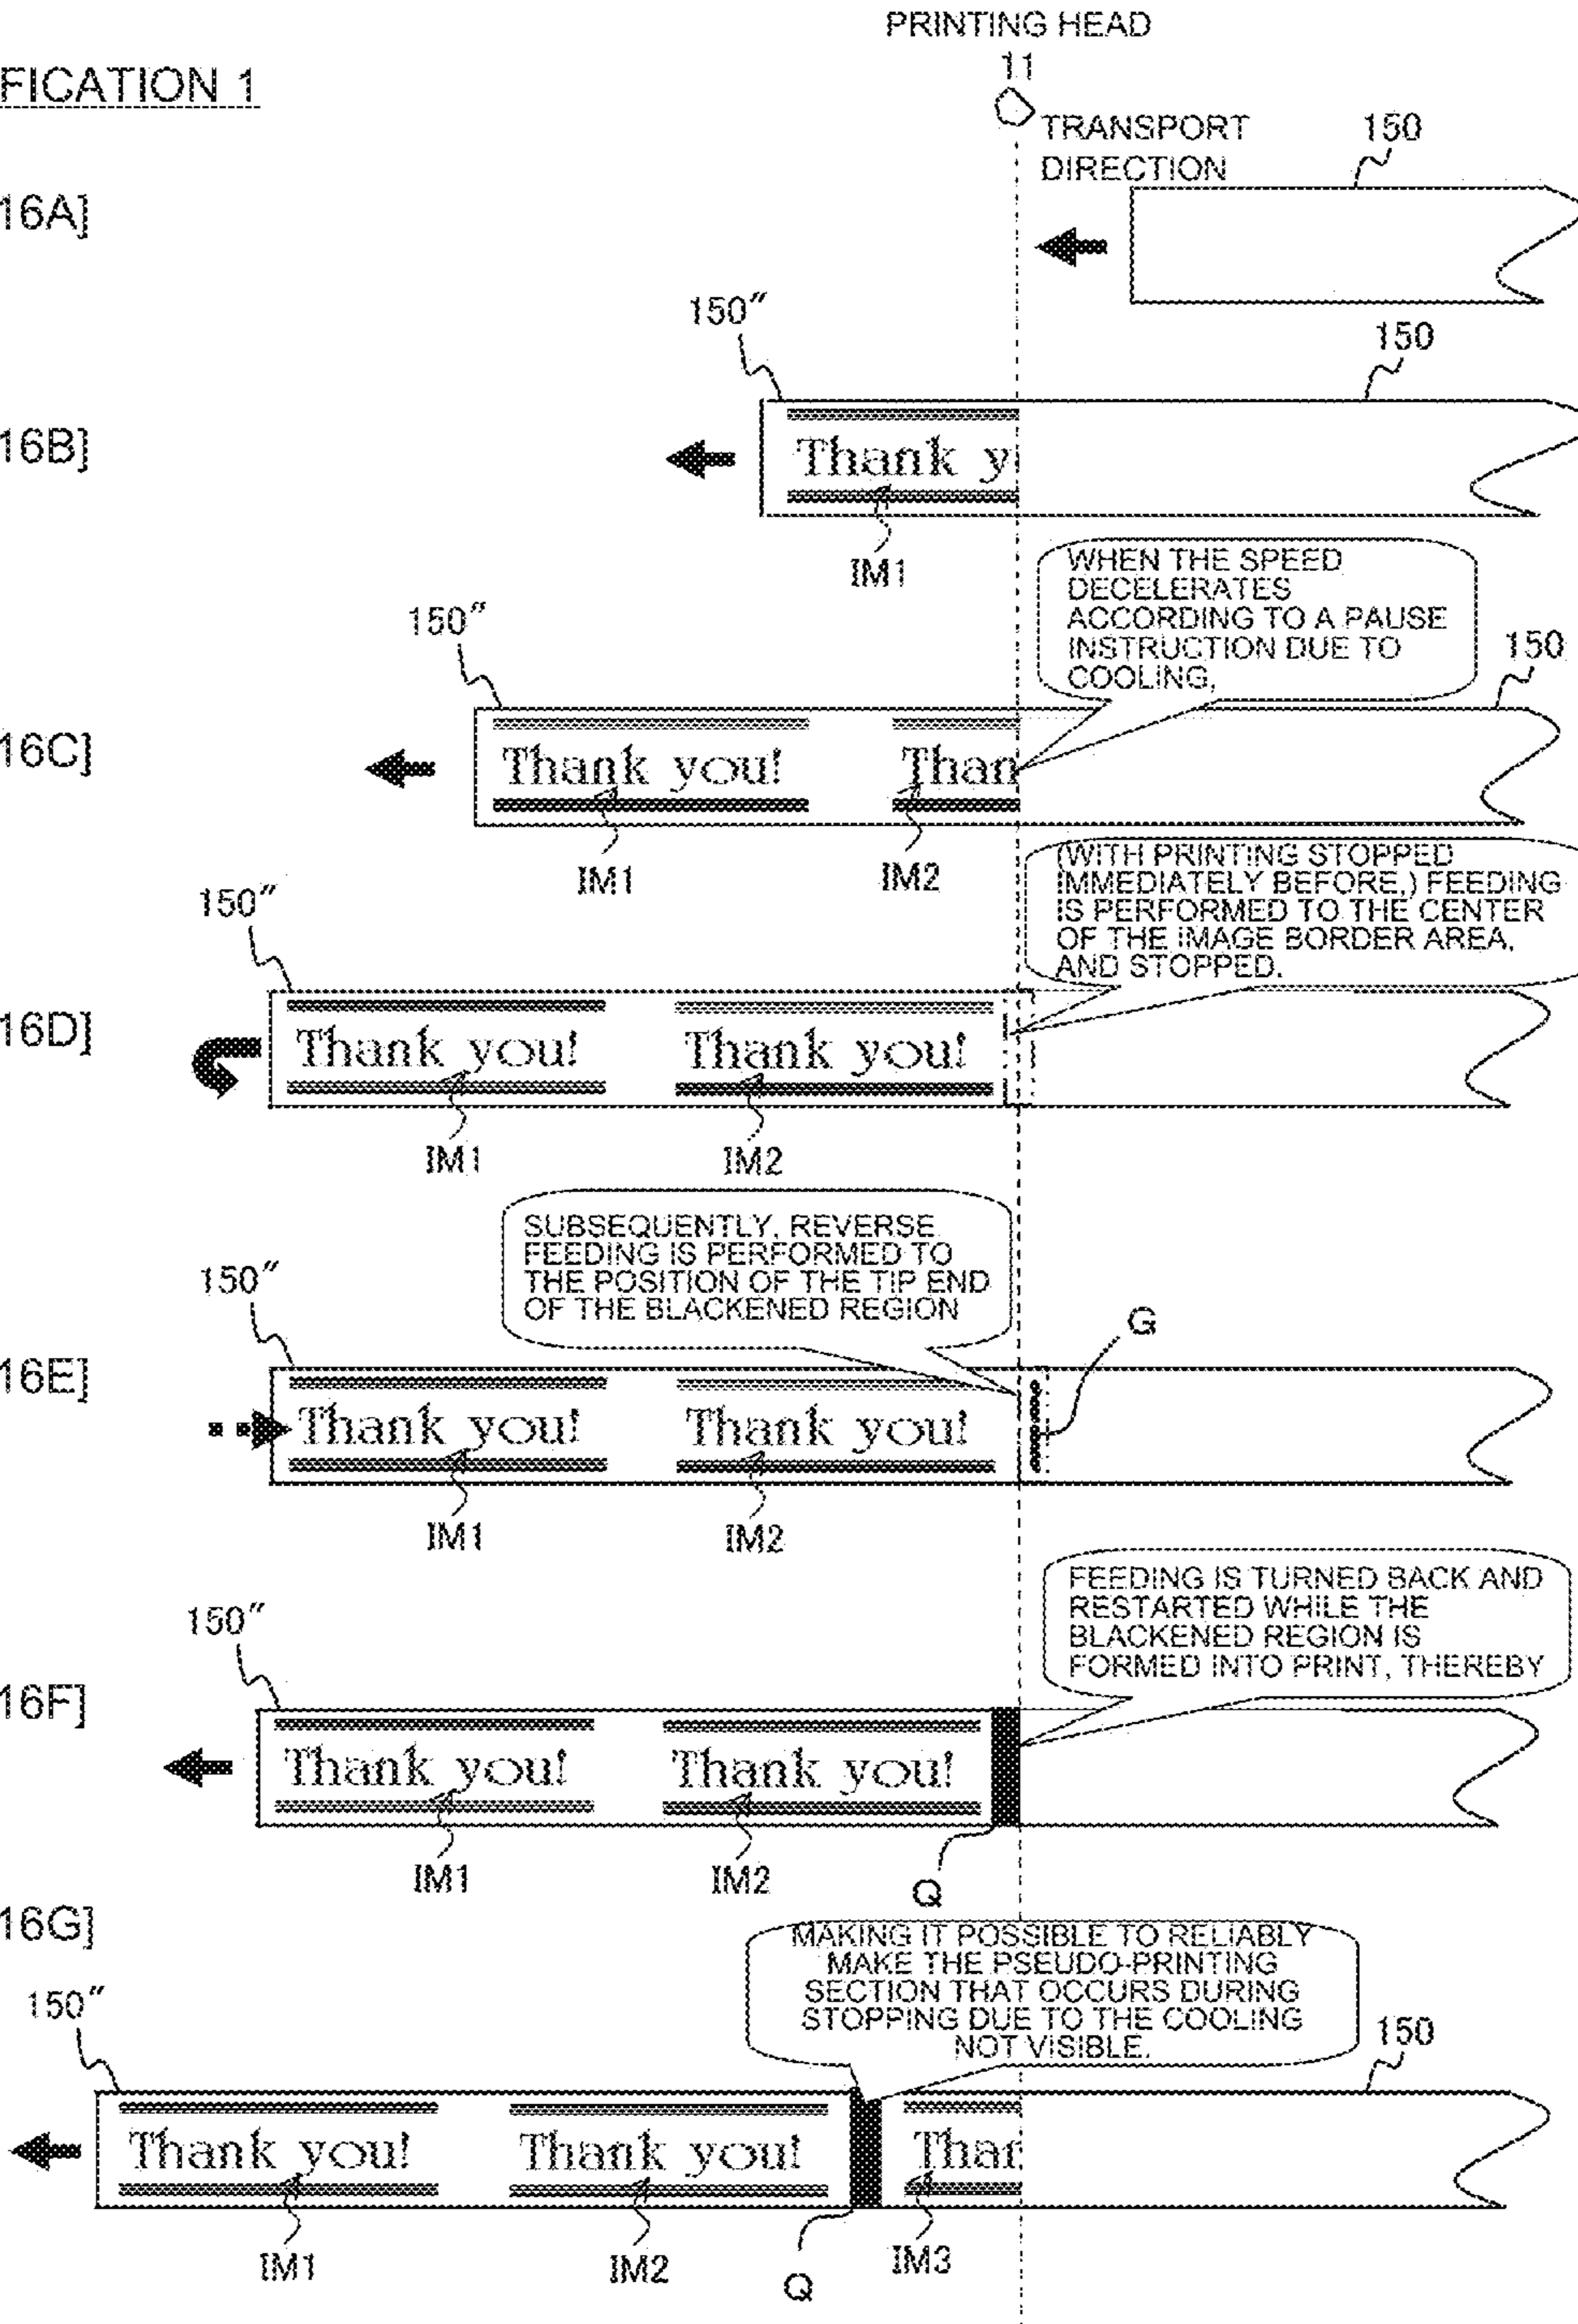 PRINTING HEAD
11
FICATION 1
TRANSPORT
DIRECTION
150
16A]
150″
150
16B]
Thank y
IM1
WHEN THE SPEED
DECELERATES
ACCORDING TO A PAUSE
INSTRUCTION DUE TO
COOLING,
150″
150
16C]
Thank you!
Than
IM1
IM2
(WITH PRINTING STOPPED
IMMEDIATELY BEFORE,) FEEDING
IS PERFORMED TO THE CENTER
OF THE IMAGE BORDER AREA,
AND STOPPED.
150″
16D]
Thank you!
Thank you!
IM1
IM2
SUBSEQUENTLY, REVERSE
FEEDING IS PERFORMED TO
THE POSITION OF THE TIP END
OF THE BLACKENED REGION
150″
G
16E]
Thank you!
Thank you!
IM1
IM2
FEEDING IS TURNED BACK AND
RESTARTED WHILE THE
BLACKENED REGION IS
FORMED INTO PRINT, THEREBY
150″
16F]
Thank you!
Thank you!
IM1
IM2
Q
16G]
MAKING IT POSSIBLE TO RELIABLY
MAKE THE PSEUDO-PRINTING
SECTION THAT OCCURS DURING
STOPPING DUE TO THE COOLING
NOT VISIBLE.
150″
150
Thank you!
Thank you!
Thar
IM1
IM2
Q
IM3